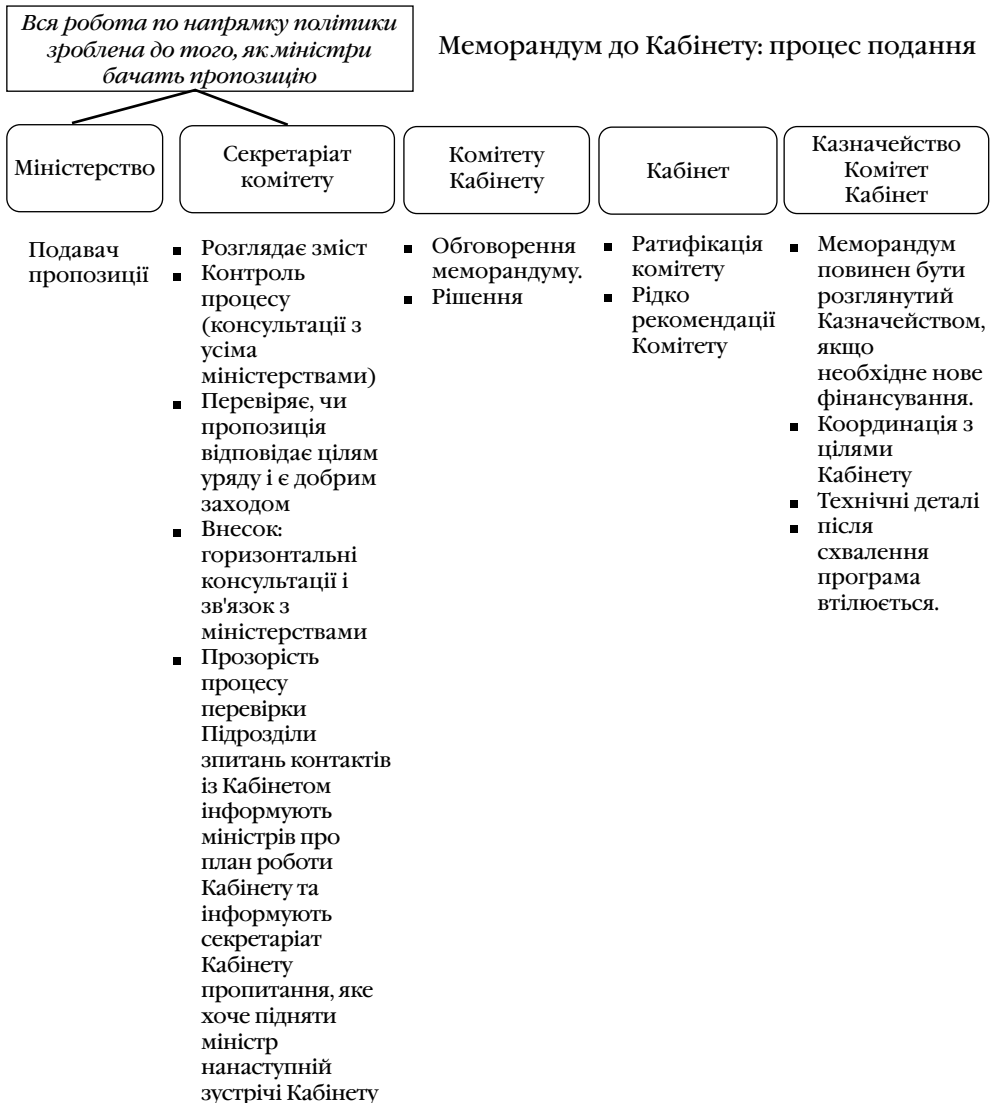 Вся робота по напрямку політики
зроблена до того, як міністри
бачать пропозицію
Меморандум до Кабінету: процес подання
Міністерство
Подавач
пропозиції
Секретаріат
комітету
Розглядає зміст
Контроль
процесу
(консультації з
усіма
міністерствами)
Перевіряє, чи
пропозиція
відповідає цілям
уряду і є добрим
заходом
Внесок:
горизонтальні
консультації і
зв'язок з
міністерствами
Прозорість
процесу
перевірки
Підрозділи
зпитань контактів
із Кабінетом
інформують
міністрів про
план роботи
Кабінету та
інформують
секретаріат
Кабінету
пропитання, яке
хоче підняти
міністр
нанаступній
зустрічі Кабінету
Комітету
Кабінету
Обговорення
меморандуму.
Рішення
Кабінет
Ратифікація
комітету
Рідко
рекомендації
Комітету
Казначейство
Комітет
Кабінет
Меморандум
повинен бути
розглянутий
Казначейством,
якщо
необхідне нове
фінансування.
Координація з
цілями
Кабінету
Технічні деталі
після
схвалення
програма
втілюється.